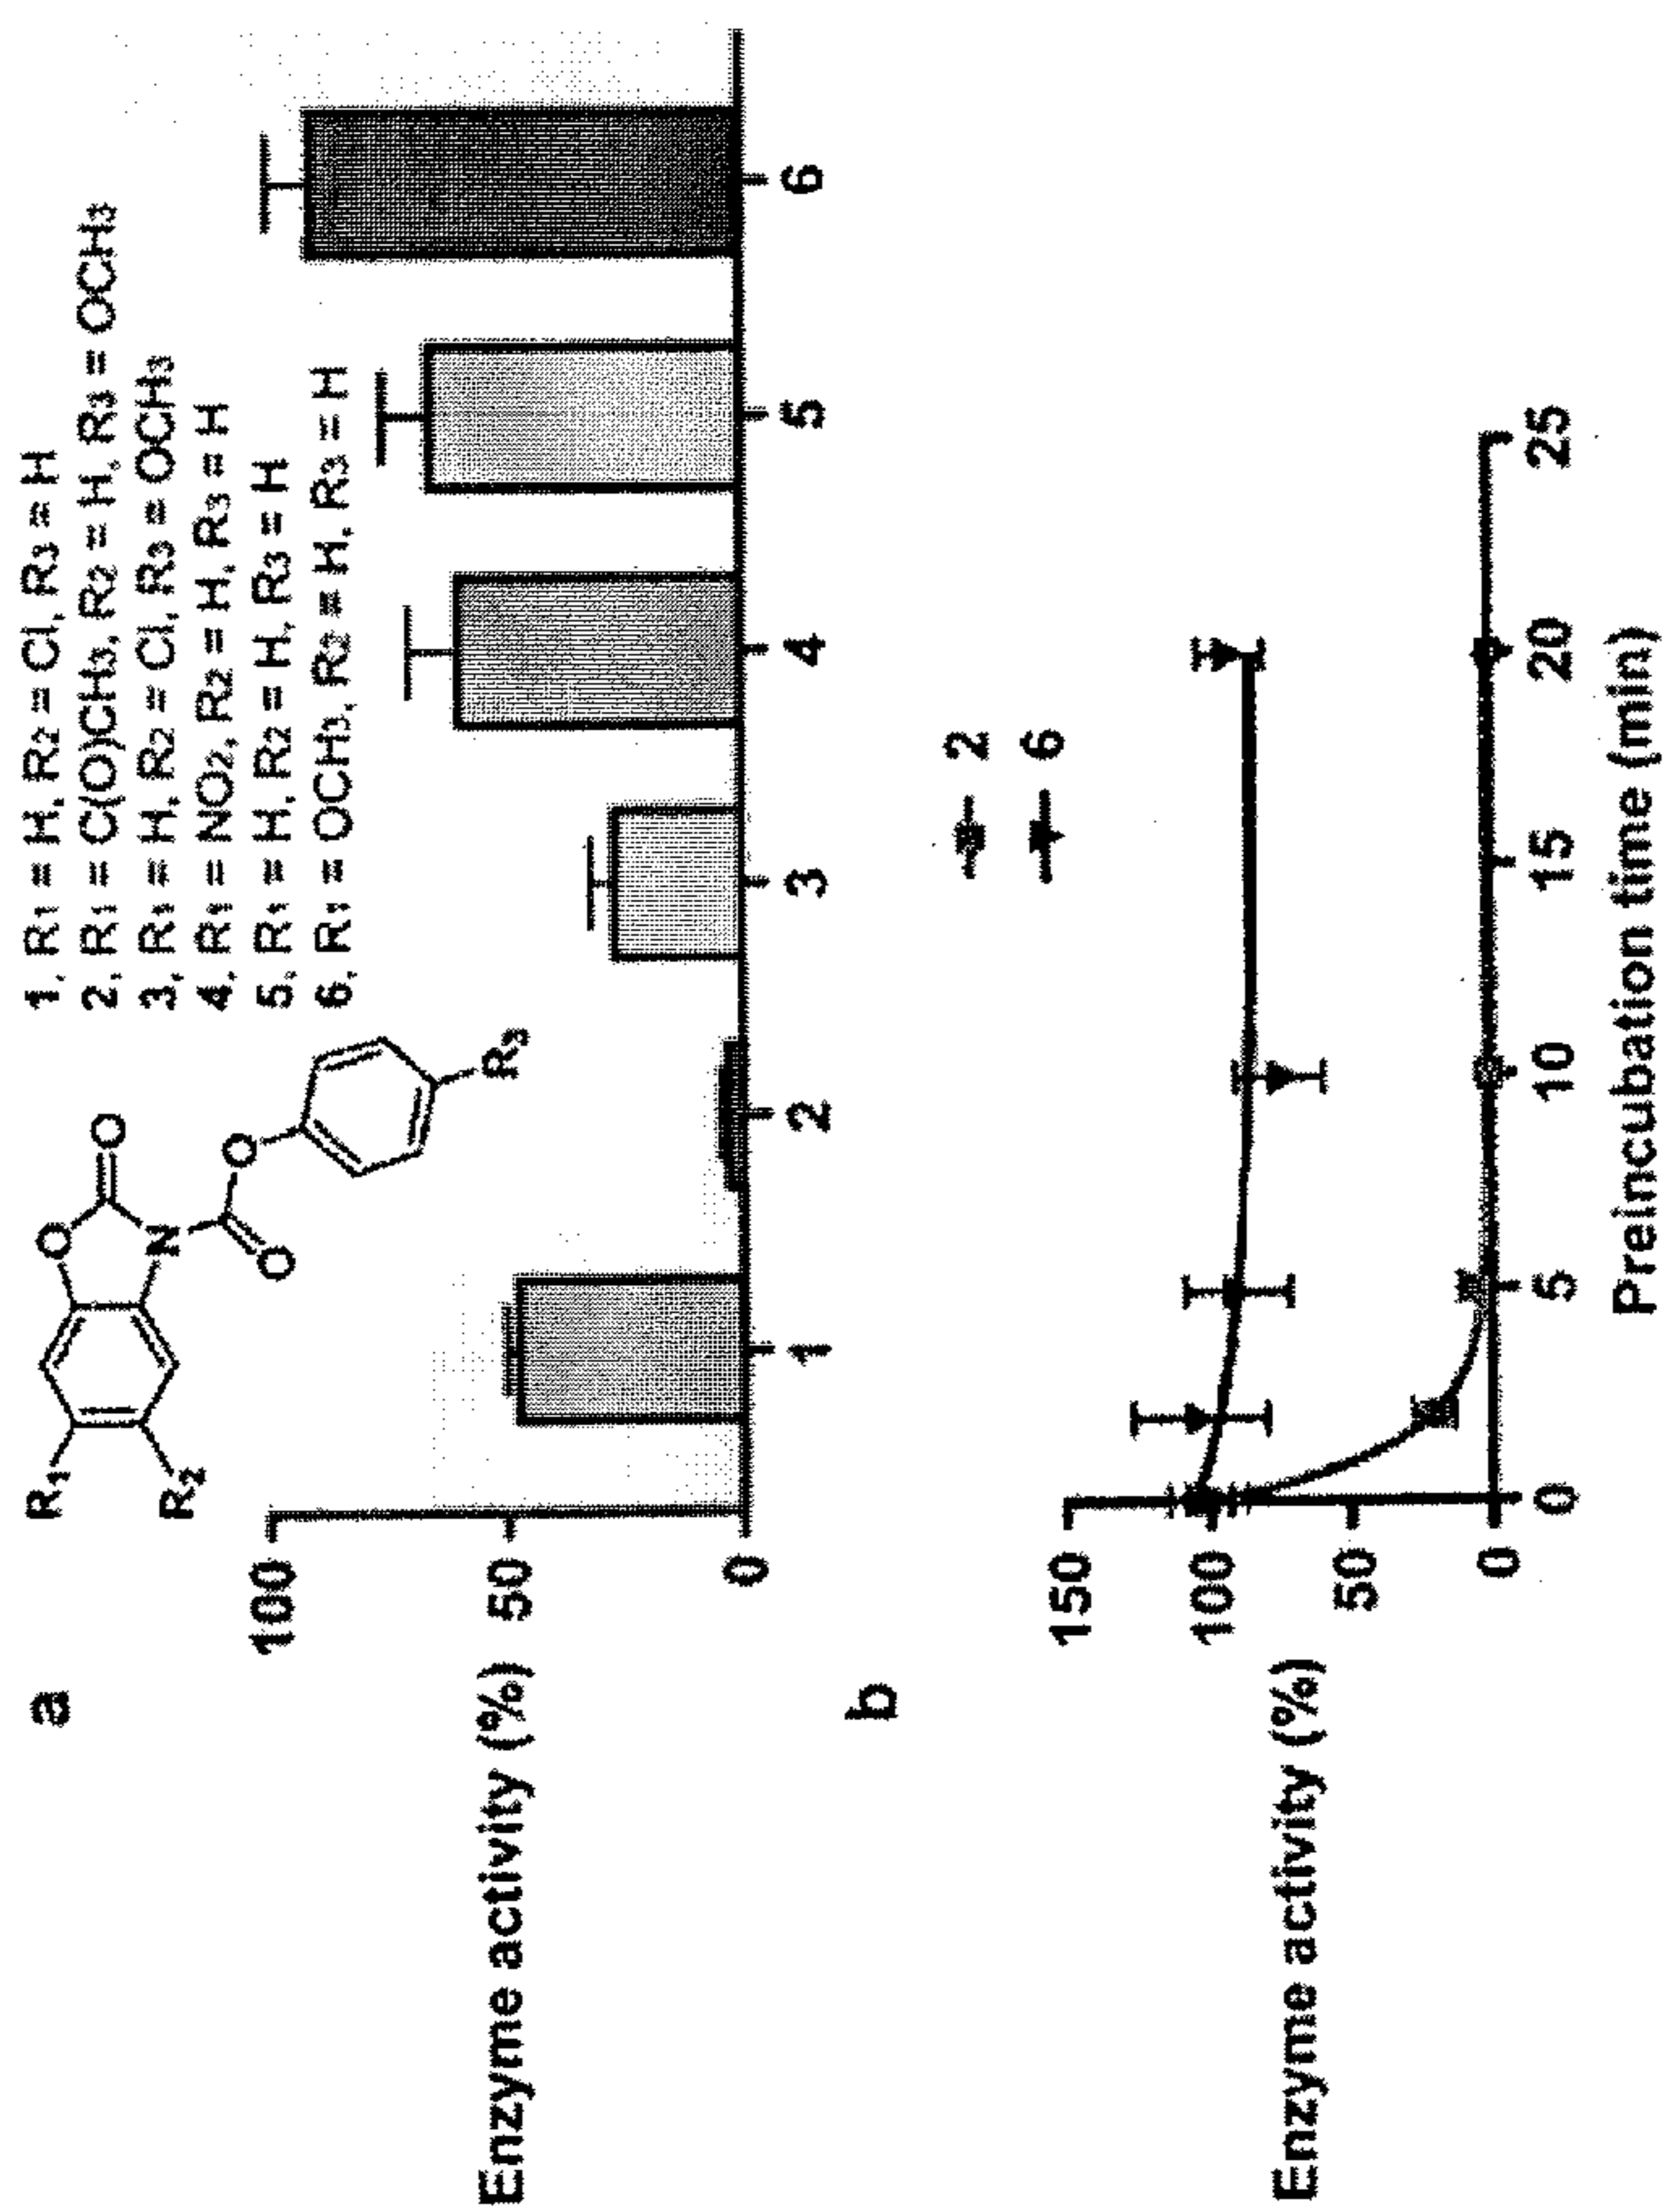 a
R1
R2
O
O
N
O
O
R3
1, R1 = H, R2 = Cl, R3 = H
2, R1 = C(O)CH3, R2 = H, R3 = OCH3
3, R1 = H, R2 = Cl, R3 = OCH3
4, R1 = NO2, R2 = H, R3 = H
5, R1 = H, R2 = H, R3 = H
6, R1 = OCH3, R2 = H, R3 = H
Enzyme activity (%)
100
50
0
1 2 3 4 5 6
b
2
6
Enzyme activity (%)
150
100
50
0
0 5 10 15 20 25
Preincubation time (min)